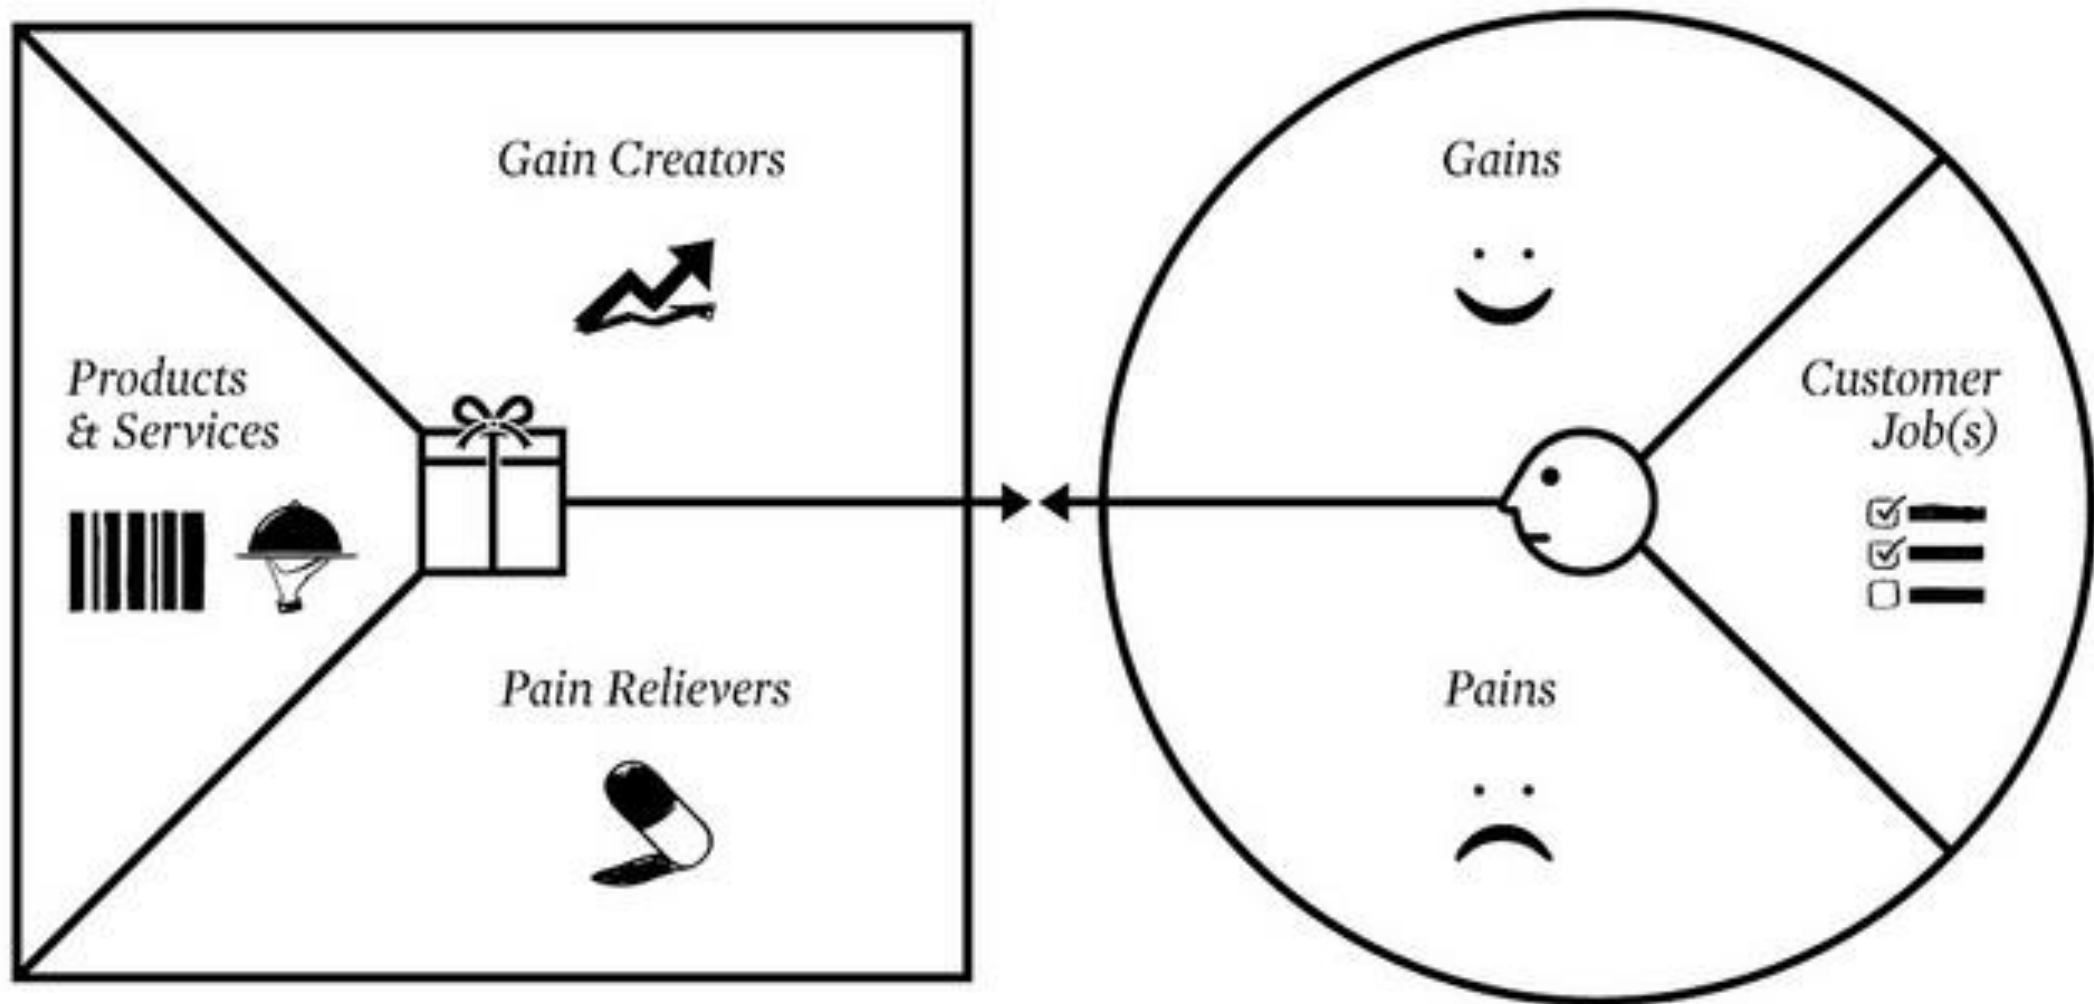 Gain Creators
Products
& Services
Pain Relievers
Gains
Customer
Job(s)
Pains